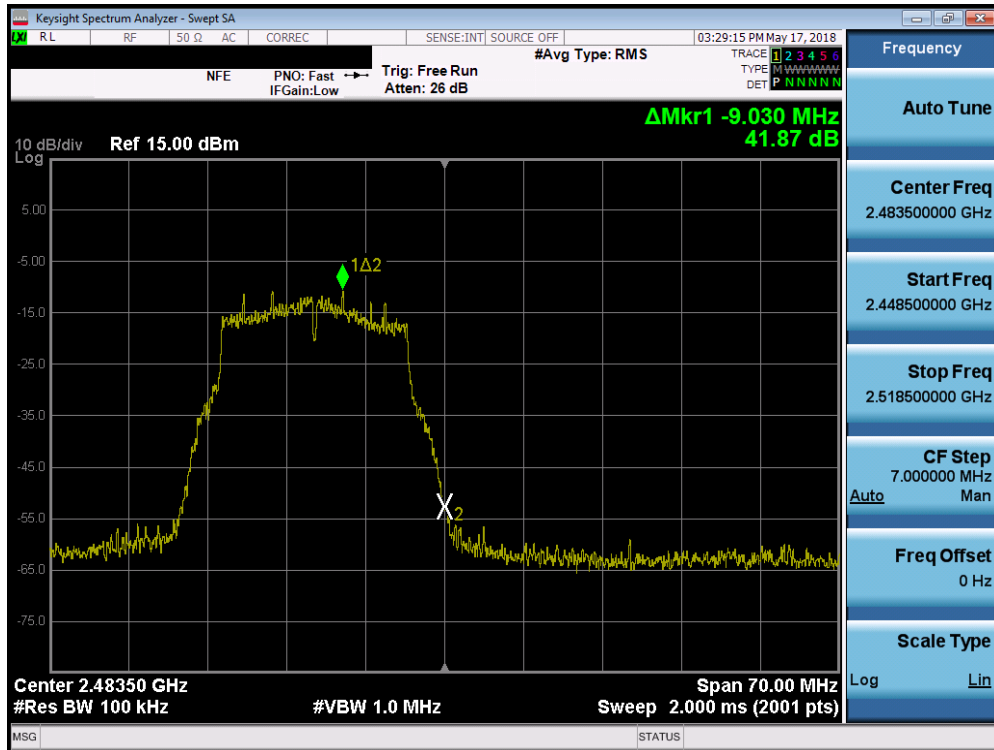 Keysight Spectrum Analyzer - Swept SA
LXI RL RF 50 Ω AC CORREC SENSE:INT SOURCE OFF 03:29:15 PM May 17, 2018
#Avg Type: RMS
TRACE 1 2 3 4 5 6
TYPE M W W W W W
DET P N N N N N
NFE PNO: Fast Trig: Free Run
IFGain:Low Atten: 26 dB
ΔMkr1 -9.030 MHz
41.87 dB
10 dB/div Ref 15.00 dBm
Log
5.00
-5.00
-15.0
-25.0
-35.0
-45.0
-55.0
-65.0
-75.0
1Δ2
2
Center 2.48350 GHz Span 70.00 MHz
#Res BW 100 kHz #VBW 1.0 MHz Sweep 2.000 ms (2001 pts)
MSG STATUS
Frequency
Auto Tune
Center Freq
2.483500000 GHz
Start Freq
2.448500000 GHz
Stop Freq
2.518500000 GHz
CF Step
7.000000 MHz
Auto Man
Freq Offset
0 Hz
Scale Type
Log Lin